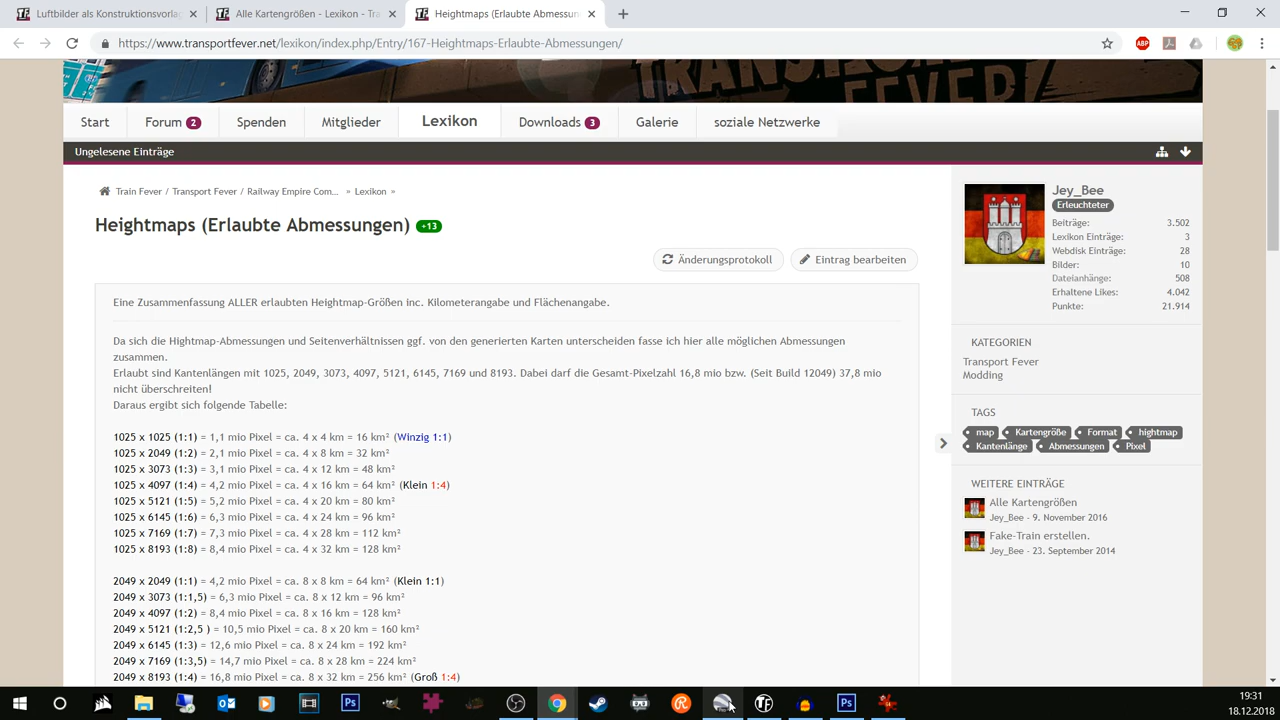 Luftbilder als Konstruktionsvorlag
Alle Kartengrößen - Lexikon - Tra
Heightmaps (Erlaubte Abmessun
https://www.transportfever.net/lexikon/index.php/Entry/167-Heightmaps-Erlaubte-Abmessungen/
ABP
TRANSPORT
FEVER
Start
Forum 2
Spenden
Mitglieder
Lexikon
Downloads 3
Galerie
soziale Netzwerke
Ungelesene Einträge
Train Fever / Transport Fever / Railway Empire Com... » Lexikon »
Heightmaps (Erlaubte Abmessungen) +13
Änderungsprotokoll
Eintrag bearbeiten
Eine Zusammenfassung ALLER erlaubten Heightmap-Größen inc. Kilometerangabe und Flächenangabe.
Da sich die Hightmap-Abmessungen und Seitenverhältnissen ggf. von den generierten Karten unterscheiden fasse ich hier alle möglichen Abmessungen
zusammen.
Erlaubt sind Kantenlängen mit 1025, 2049, 3073, 4097, 5121, 6145, 7169 und 8193. Dabei darf die Gesamt-Pixelzahl 16,8 mio bzw. (Seit Build 12049) 37,8 mio
nicht überschreiten!
Daraus ergibt sich folgende Tabelle:
1025 x 1025 (1:1) = 1,1 mio Pixel = ca. 4 x 4 km = 16 km² (Winzig 1:1)
1025 x 2049 (1:2) = 2,1 mio Pixel = ca. 4 x 8 km = 32 km²
1025 x 3073 (1:3) = 3,1 mio Pixel = ca. 4 x 12 km = 48 km²
1025 x 4097 (1:4) = 4,2 mio Pixel = ca. 4 x 16 km = 64 km² (Klein 1:4)
1025 x 5121 (1:5) = 5,2 mio Pixel = ca. 4 x 20 km = 80 km²
1025 x 6145 (1:6) = 6,3 mio Pixel = ca. 4 x 24 km = 96 km²
1025 x 7169 (1:7) = 7,3 mio Pixel = ca. 4 x 28 km = 112 km²
1025 x 8193 (1:8) = 8,4 mio Pixel = ca. 4 x 32 km = 128 km²
2049 x 2049 (1:1) = 4,2 mio Pixel = ca. 8 x 8 km = 64 km² (Klein 1:1)
2049 x 3073 (1:1,5) = 6,3 mio Pixel = ca. 8 x 12 km = 96 km²
2049 x 4097 (1:2) = 8,4 mio Pixel = ca. 8 x 16 km = 128 km²
2049 x 5121 (1:2,5 ) = 10,5 mio Pixel = ca. 8 x 20 km = 160 km²
2049 x 6145 (1:3) = 12,6 mio Pixel = ca. 8 x 24 km = 192 km²
2049 x 7169 (1:3,5) = 14,7 mio Pixel = ca. 8 x 28 km = 224 km²
2049 x 8193 (1:4) = 16,8 mio Pixel = ca. 8 x 32 km = 256 km² (Groß 1:4)
Jey_Bee
Erleuchteter
Beiträge: 3.502
Lexikon Einträge: 3
Webdisk Einträge: 28
Bilder: 10
Dateianhänge: 508
Erhaltene Likes: 4.042
Punkte: 21.914
KATEGORIEN
Transport Fever
Modding
TAGS
map Kartengröße Format hightmap
Kantenlänge Abmessungen Pixel
WEITERE EINTRÄGE
Alle Kartengrößen
Jey_Bee - 9. November 2016
Fake-Train erstellen.
Jey_Bee - 23. September 2014
19:31
18.12.2018